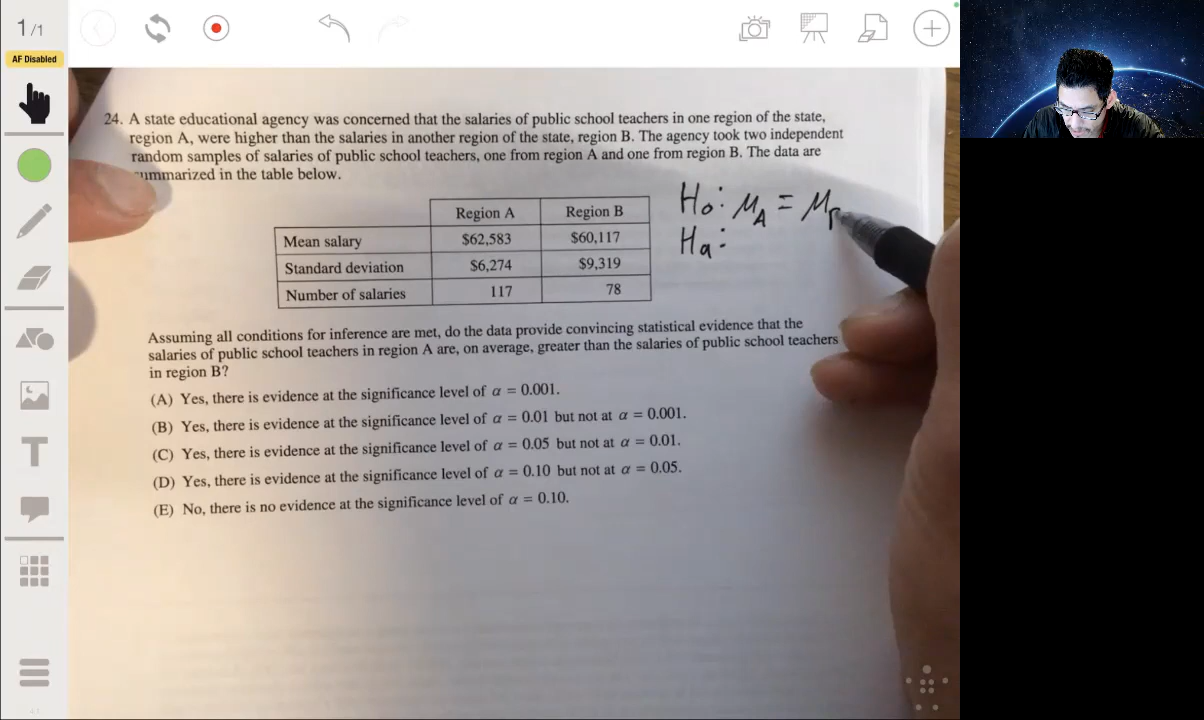 1/1
AF Disabled
24. A state educational agency was concerned that the salaries of public school teachers in one region of the state,
region A, were higher than the salaries in another region of the state, region B. The agency took two independent
random samples of salaries of public school teachers, one from region A and one from region B. The data are
summarized in the table below.
Region A Region B
Mean salary $62,583 $60,117
Standard deviation $6,274 $9,319
Number of salaries 117 78
H₀: μ_A = μ
Hₐ:
Assuming all conditions for inference are met, do the data provide convincing statistical evidence that the
salaries of public school teachers in region A are, on average, greater than the salaries of public school teachers
in region B?
(A) Yes, there is evidence at the significance level of α = 0.001.
(B) Yes, there is evidence at the significance level of α = 0.01 but not at α = 0.001.
(C) Yes, there is evidence at the significance level of α = 0.05 but not at α = 0.01.
(D) Yes, there is evidence at the significance level of α = 0.10 but not at α = 0.05.
(E) No, there is no evidence at the significance level of α = 0.10.
T